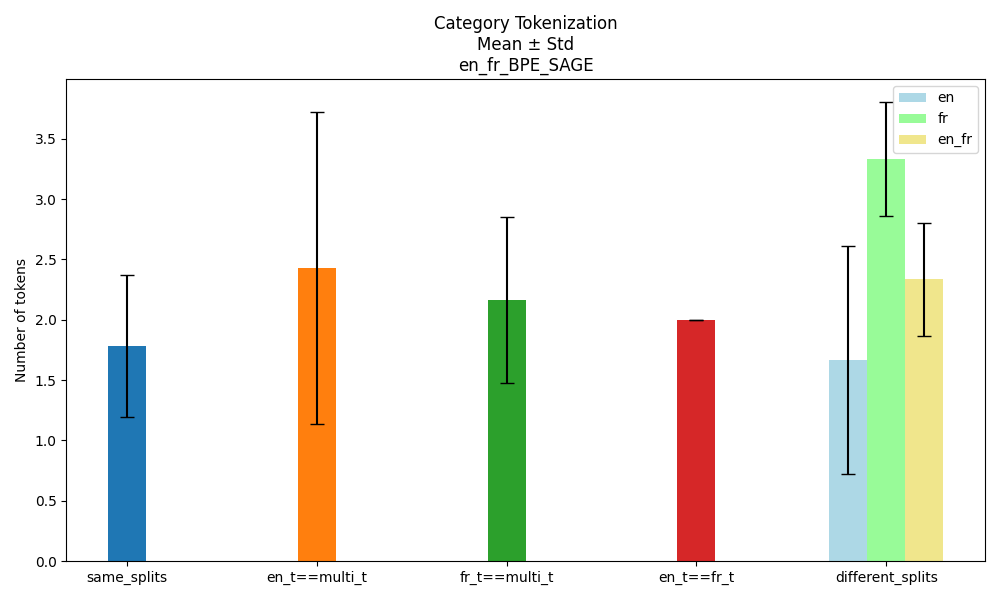 Category Tokenization
Mean ± Std
en_fr_BPE_SAGE
Number of tokens
3.5
3.0
2.5
2.0
1.5
1.0
0.5
0.0
same_splits
en_t==multi_t
fr_t==multi_t
en_t==fr_t
different_splits
en
fr
en_fr